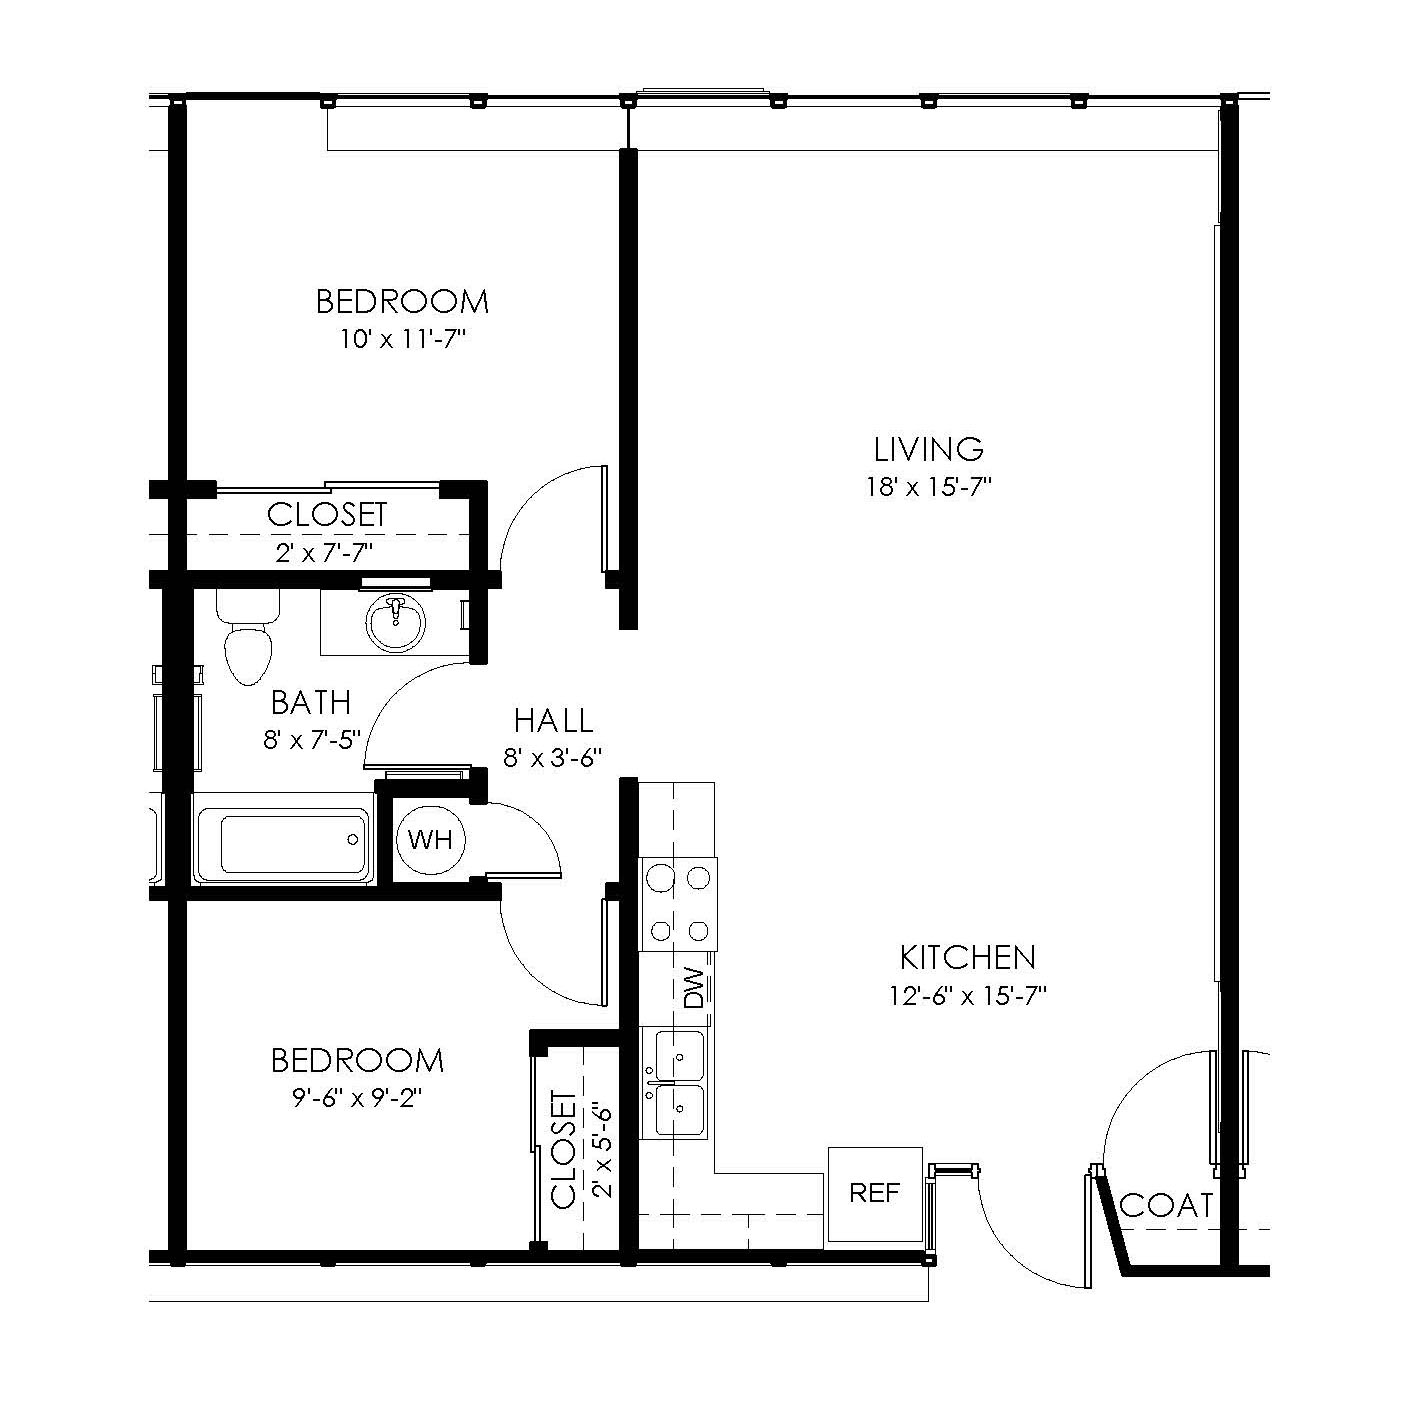 BEDROOM
10' x 11'-7"
LIVING
18' x 15'-7"
CLOSET
2' x 7'-7"
BATH
8' x 7'-5"
HALL
8' x 3'-6"
WH
KITCHEN
12'-6" x 15'-7"
DW
BEDROOM
9'-6" x 9'-2"
CLOSET
2' x 5'-6"
REF
COAT